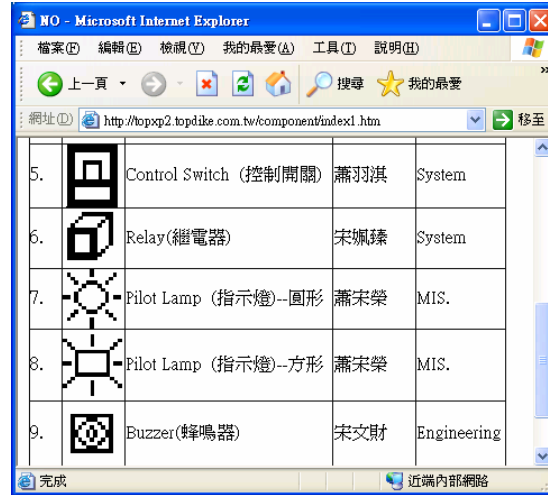 NO - Microsoft Internet Explorer
檔案(F) 編輯(E) 檢視(V) 我的最愛(A) 工具(T) 說明(H)
上一頁 搜尋 我的最愛 »
網址(D) http://topxp2.topdike.com.tw/component/index1.htm 移至
5. Control Switch (控制開關) 蕭羽淇 System
6. Relay(繼電器) 宋姵臻 System
7. Pilot Lamp (指示燈)--圓形 蕭宋榮 MIS.
8. Pilot Lamp (指示燈)--方形 蕭宋榮 MIS.
9. Buzzer(蜂鳴器) 宋文財 Engineering
完成 近端內部網路